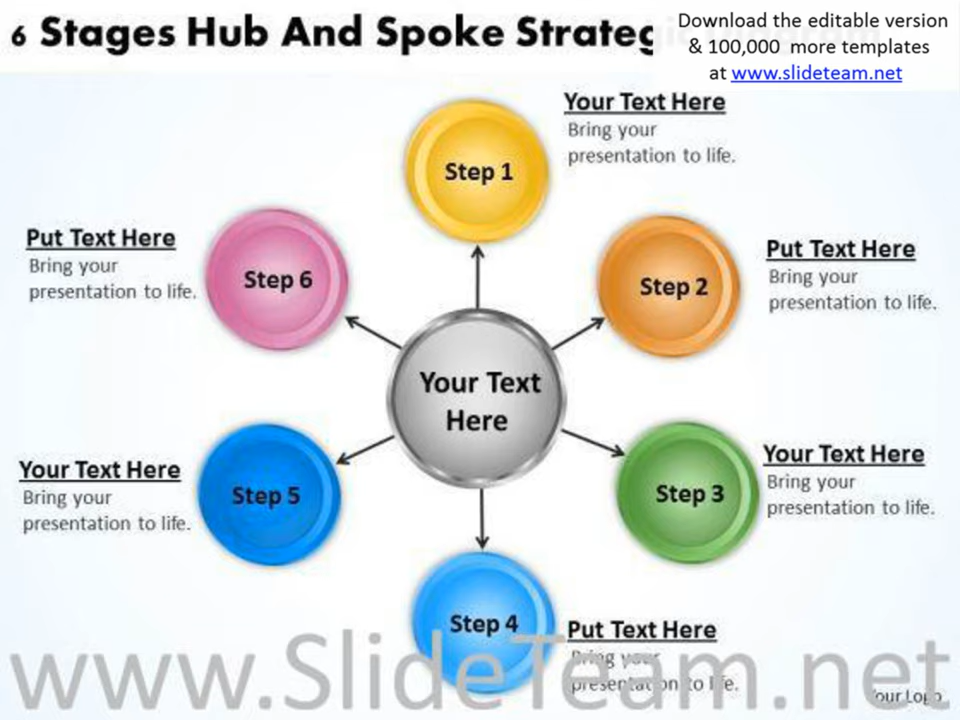 6 Stages Hub And Spoke Strateg
Download the editable version
& 100,000 more templates
at www.slideteam.net
Your Text Here
Bring your
presentation to life.
Step 1
Put Text Here
Bring your
presentation to life.
Step 6
Step 2
Put Text Here
Bring your
presentation to life.
Your Text
Here
Your Text Here
Bring your
presentation to life.
Step 5
Step 3
Your Text Here
Bring your
presentation to life.
Step 4
Put Text Here
Bring your
presentation to life.
www.SlideTeam.net
Your Logo